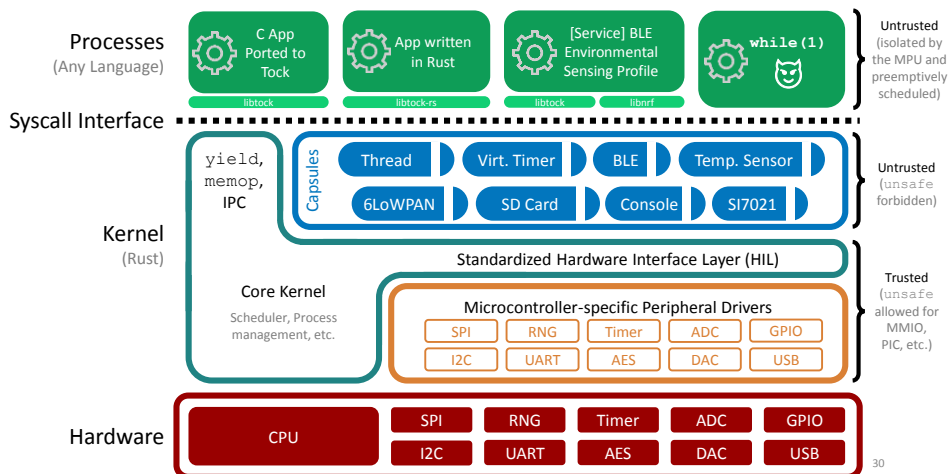 Processes
(Any Language)
C App
Ported to
Tock
libtock
App written
in Rust
libtock-rs
[Service] BLE
Environmental
Sensing Profile
libtock
libnrf
while(1)
Untrusted
(isolated by
the MPU and
preemptively
scheduled)
Syscall Interface
Kernel
(Rust)
yield,
memop,
IPC
Capsules
Thread
Virt. Timer
BLE
Temp. Sensor
6LoWPAN
SD Card
Console
SI7021
Untrusted
(unsafe
forbidden)
Standardized Hardware Interface Layer (HIL)
Core Kernel
Scheduler, Process
management, etc.
Microcontroller-specific Peripheral Drivers
SPI
RNG
Timer
ADC
GPIO
I2C
UART
AES
DAC
USB
Trusted
(unsafe
allowed for
MMIO,
PIC, etc.)
Hardware
CPU
SPI
RNG
Timer
ADC
GPIO
I2C
UART
AES
DAC
USB
30